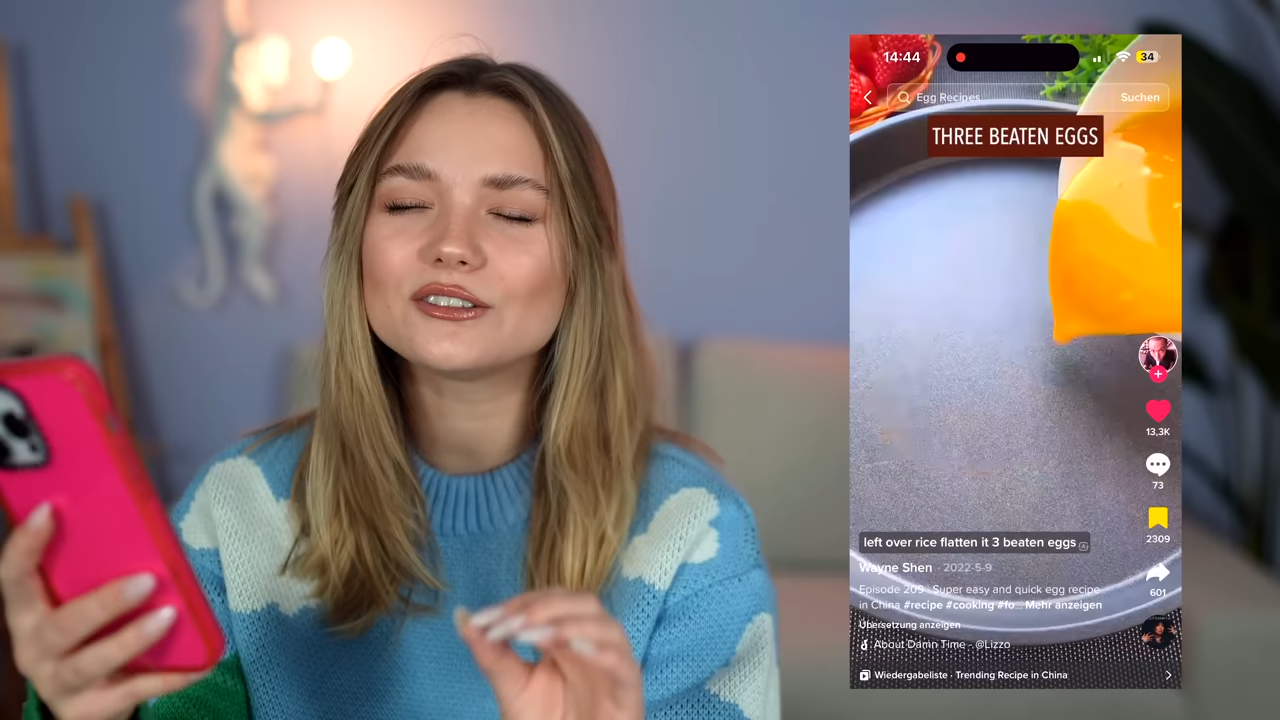 14:44
34
Egg Recipes
Suchen
THREE BEATEN EGGS
13,3K
73
2309
left over rice flatten it 3 beaten eggs
Wayne Shen · 2022-5-9
601
Episode 209 : Super easy and quick egg recipe
in China #recipe #cooking #fo... Mehr anzeigen
Übersetzung anzeigen
About Damn Time - @Lizzo
Wiedergabeliste · Trending Recipe in China